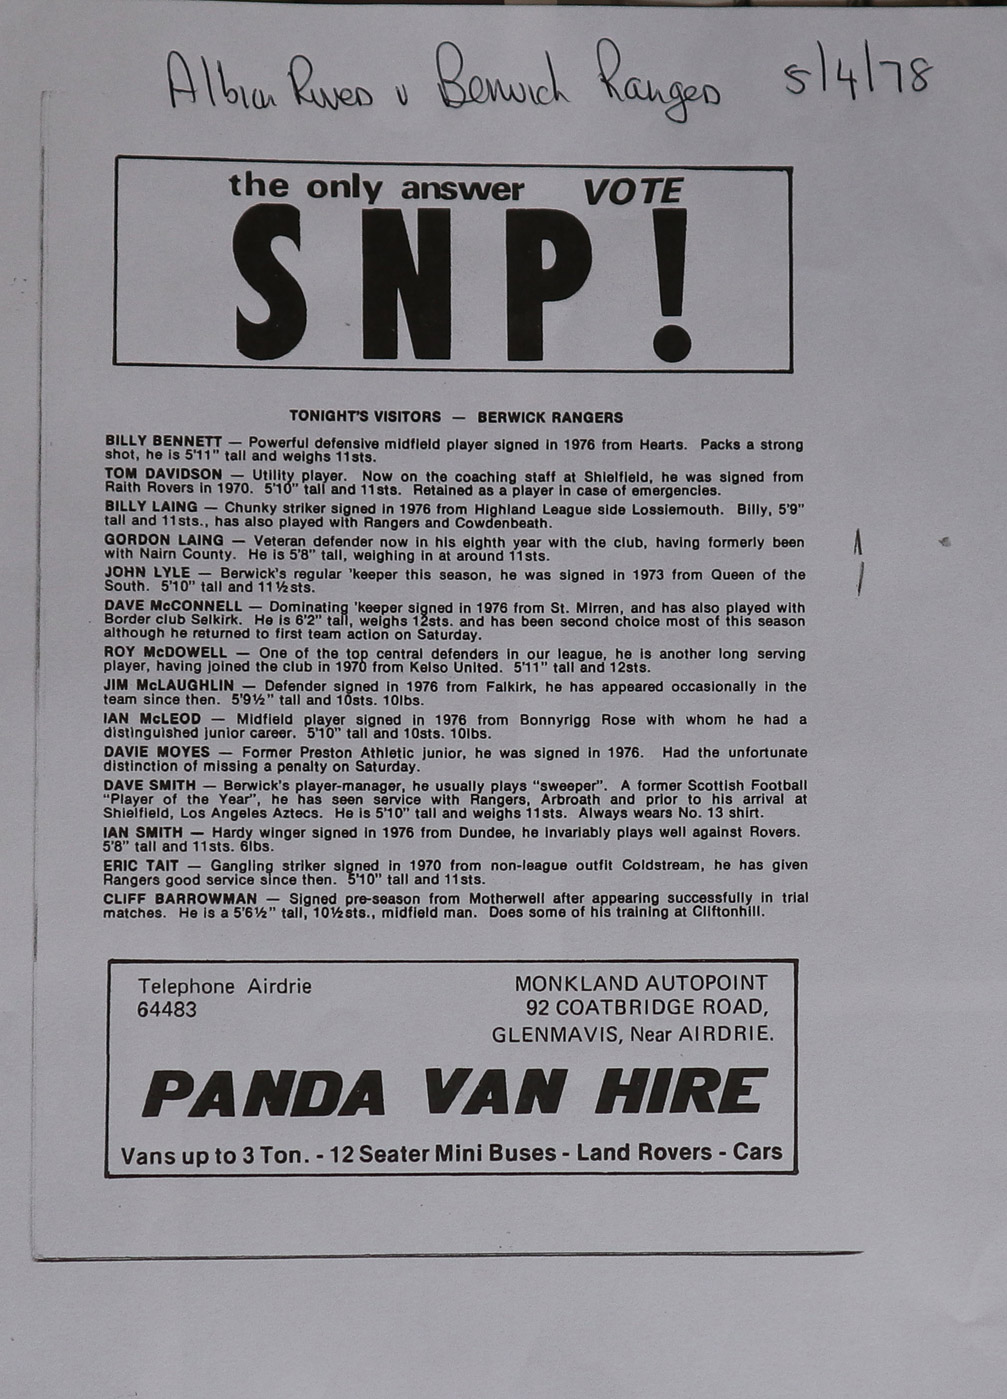 Albion Rovers v Berwick Rangers 5/4/78
the only answer VOTE
SNP!
TONIGHT'S VISITORS — BERWICK RANGERS
BILLY BENNETT — Powerful defensive midfield player signed in 1976 from Hearts. Packs a strong
shot, he is 5'11" tall and weighs 11sts.
TOM DAVIDSON — Utility player. Now on the coaching staff at Shielfield, he was signed from
Raith Rovers in 1970. 5'10" tall and 11sts. Retained as a player in case of emergencies.
BILLY LAING — Chunky striker signed in 1976 from Highland League side Lossiemouth. Billy, 5'9"
tall and 11sts., has also played with Rangers and Cowdenbeath.
GORDON LAING — Veteran defender now in his eighth year with the club, having formerly been
with Nairn County. He is 5'8" tall, weighing in at around 11sts.
JOHN LYLE — Berwick's regular 'keeper this season, he was signed in 1973 from Queen of the
South. 5'10" tall and 11½sts.
DAVE McCONNELL — Dominating 'keeper signed in 1976 from St. Mirren, and has also played with
Border club Selkirk. He is 6'2" tall, weighs 12sts. and has been second choice most of this season
although he returned to first team action on Saturday.
ROY McDOWELL — One of the top central defenders in our league, he is another long serving
player, having joined the club in 1970 from Kelso United. 5'11" tall and 12sts.
JIM McLAUGHLIN — Defender signed in 1976 from Falkirk, he has appeared occasionally in the
team since then. 5'9½" tall and 10sts. 10lbs.
IAN McLEOD — Midfield player signed in 1976 from Bonnyrigg Rose with whom he had a
distinguished junior career. 5'10" tall and 10sts. 10lbs.
DAVIE MOYES — Former Preston Athletic junior, he was signed in 1976. Had the unfortunate
distinction of missing a penalty on Saturday.
DAVE SMITH — Berwick's player-manager, he usually plays "sweeper". A former Scottish Football
"Player of the Year", he has seen service with Rangers, Arbroath and prior to his arrival at
Shielfield, Los Angeles Aztecs. He is 5'10" tall and weighs 11sts. Always wears No. 13 shirt.
IAN SMITH — Hardy winger signed in 1976 from Dundee, he invariably plays well against Rovers.
5'8" tall and 11sts. 6lbs.
ERIC TAIT — Gangling striker signed in 1970 from non-league outfit Coldstream, he has given
Rangers good service since then. 5'10" tall and 11sts.
CLIFF BARROWMAN — Signed pre-season from Motherwell after appearing successfully in trial
matches. He is a 5'6½" tall, 10½sts., midfield man. Does some of his training at Cliftonhill.
Telephone Airdrie
64483
MONKLAND AUTOPOINT
92 COATBRIDGE ROAD,
GLENMAVIS, Near AIRDRIE.
PANDA VAN HIRE
Vans up to 3 Ton. - 12 Seater Mini Buses - Land Rovers - Cars